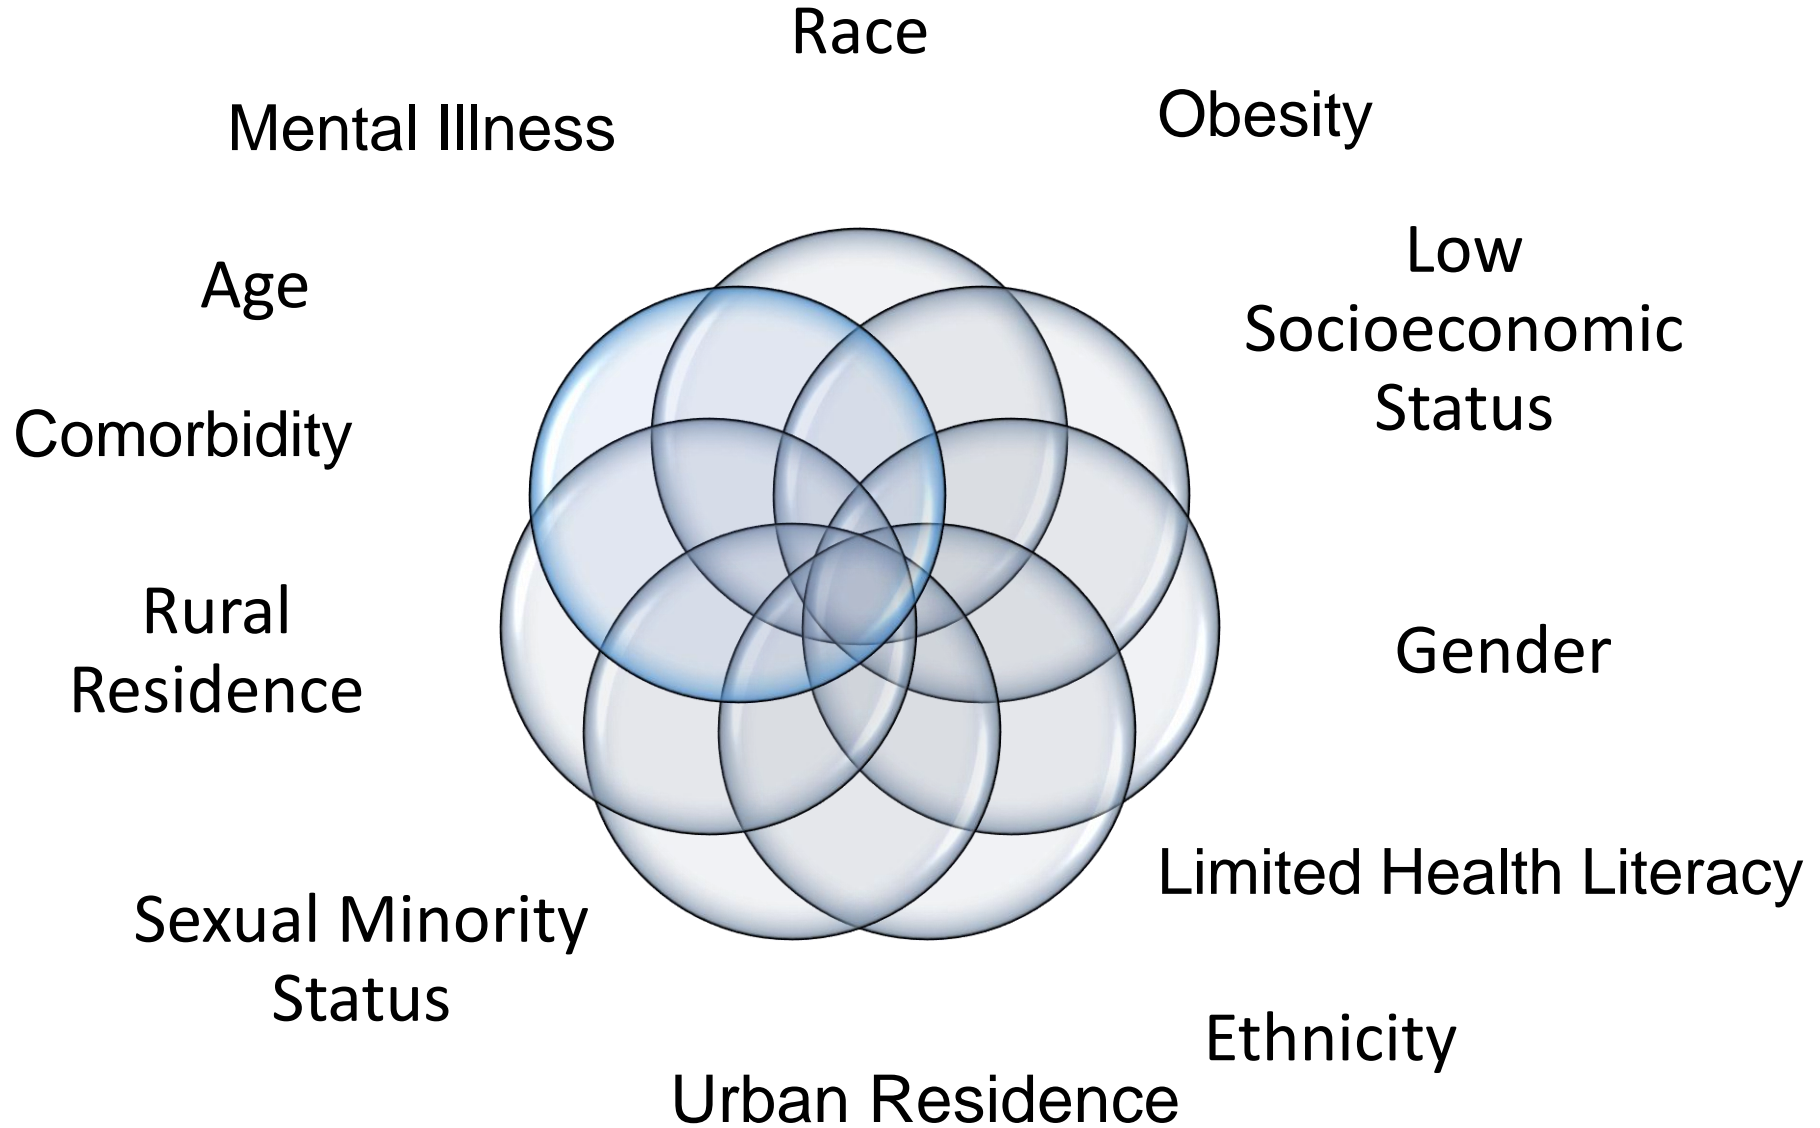 Race
Mental Illness
Obesity
Age
Low
Socioeconomic
Status
Comorbidity
Rural
Residence
Gender
Limited Health Literacy
Sexual Minority
Status
Ethnicity
Urban Residence